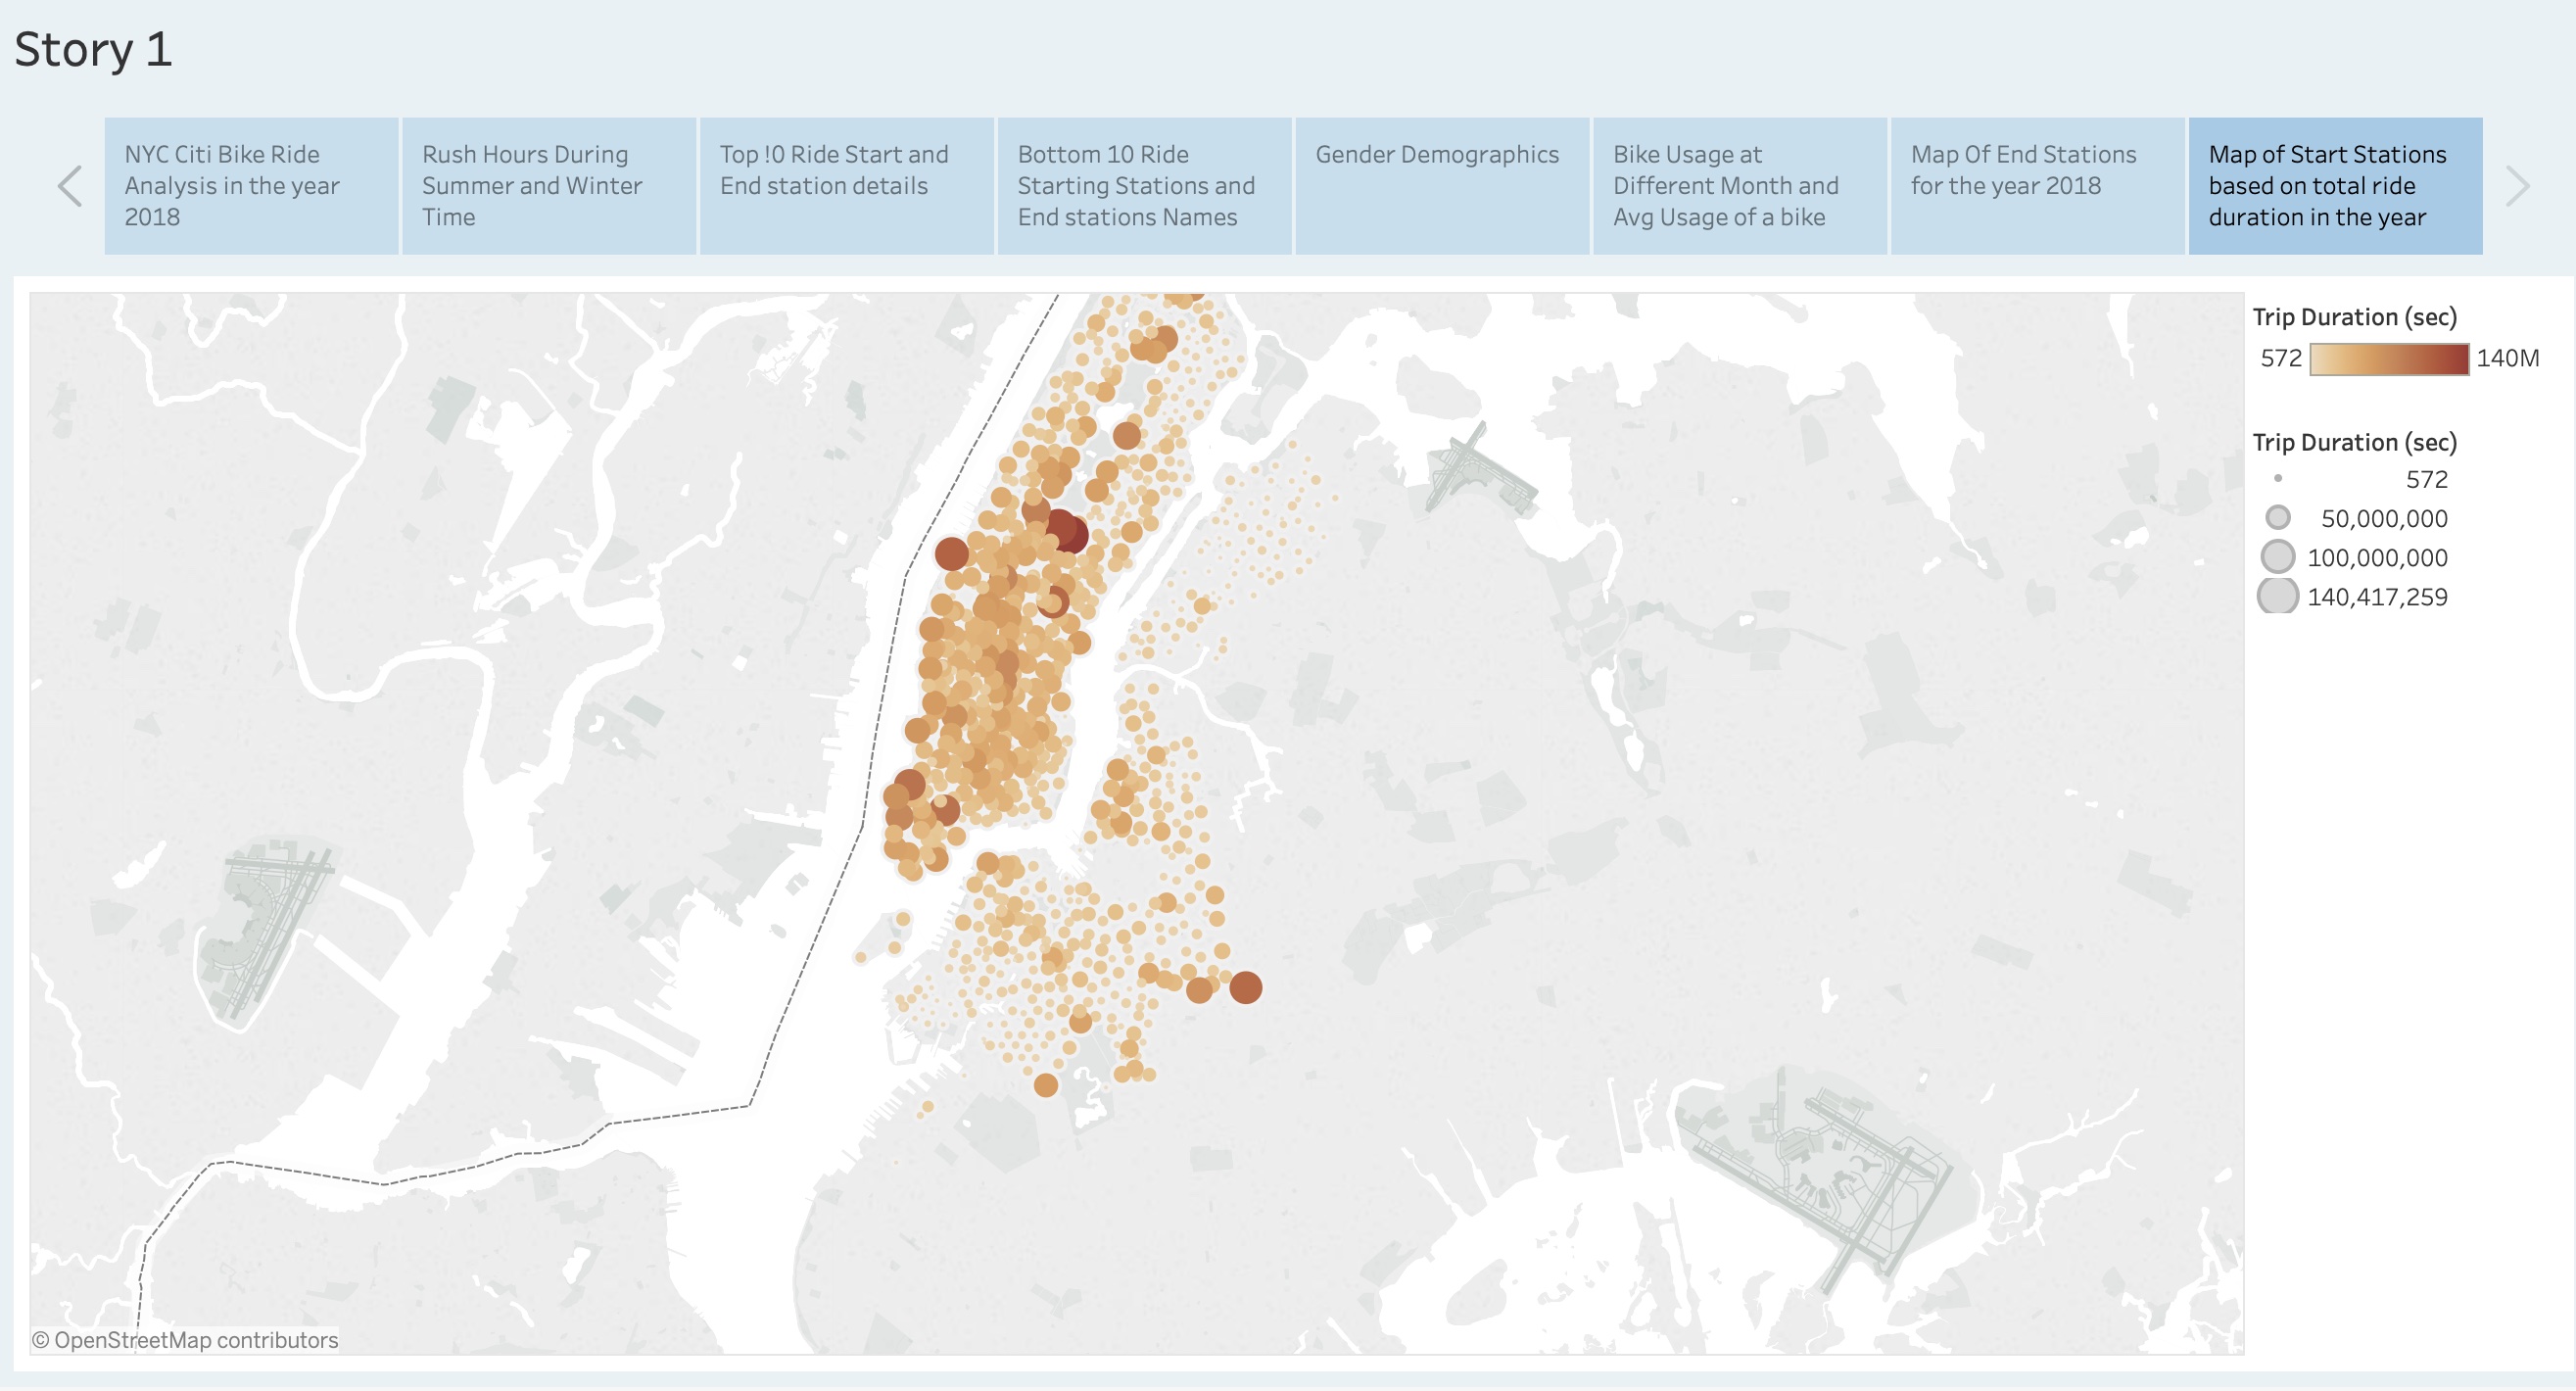 Story 1
NYC Citi Bike Ride
Analysis in the year
2018
Rush Hours During
Summer and Winter
Time
Top !0 Ride Start and
End station details
Bottom 10 Ride
Starting Stations and
End stations Names
Gender Demographics
Bike Usage at
Different Month and
Avg Usage of a bike
Map Of End Stations
for the year 2018
Map of Start Stations
based on total ride
duration in the year
Trip Duration (sec)
572 140M
Trip Duration (sec)
572
50,000,000
100,000,000
140,417,259
© OpenStreetMap contributors